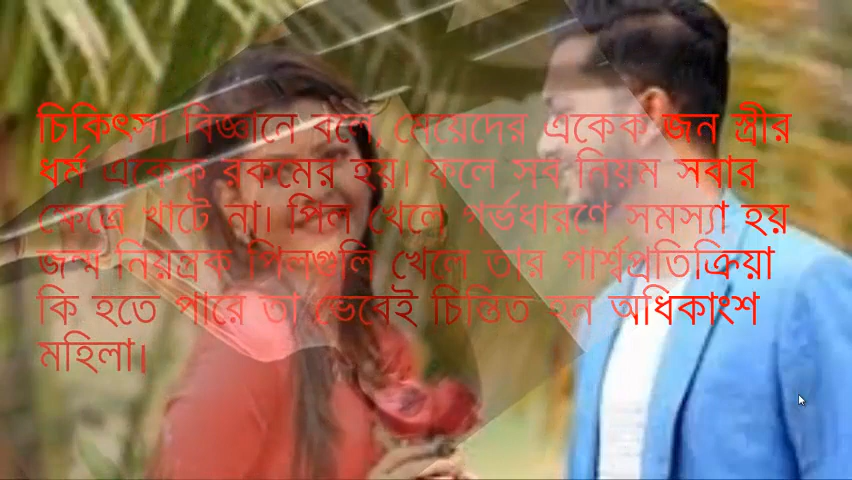 চিকিৎসা বিজ্ঞানে বলে, মেয়েদের একেক জন স্ত্রীর
ধর্ম একেক রকমের হয়। ফলে সব নিয়ম সবার
ক্ষেত্রে খাটে না। পিল খেলে গর্ভধারণে সমস্যা হয়
জন্ম নিয়ন্ত্রক পিলগুলি খেলে তার পার্শ্বপ্রতিক্রিয়া
কি হতে পারে তা ভেবেই চিন্তিত হন অধিকাংশ
মহিলা।